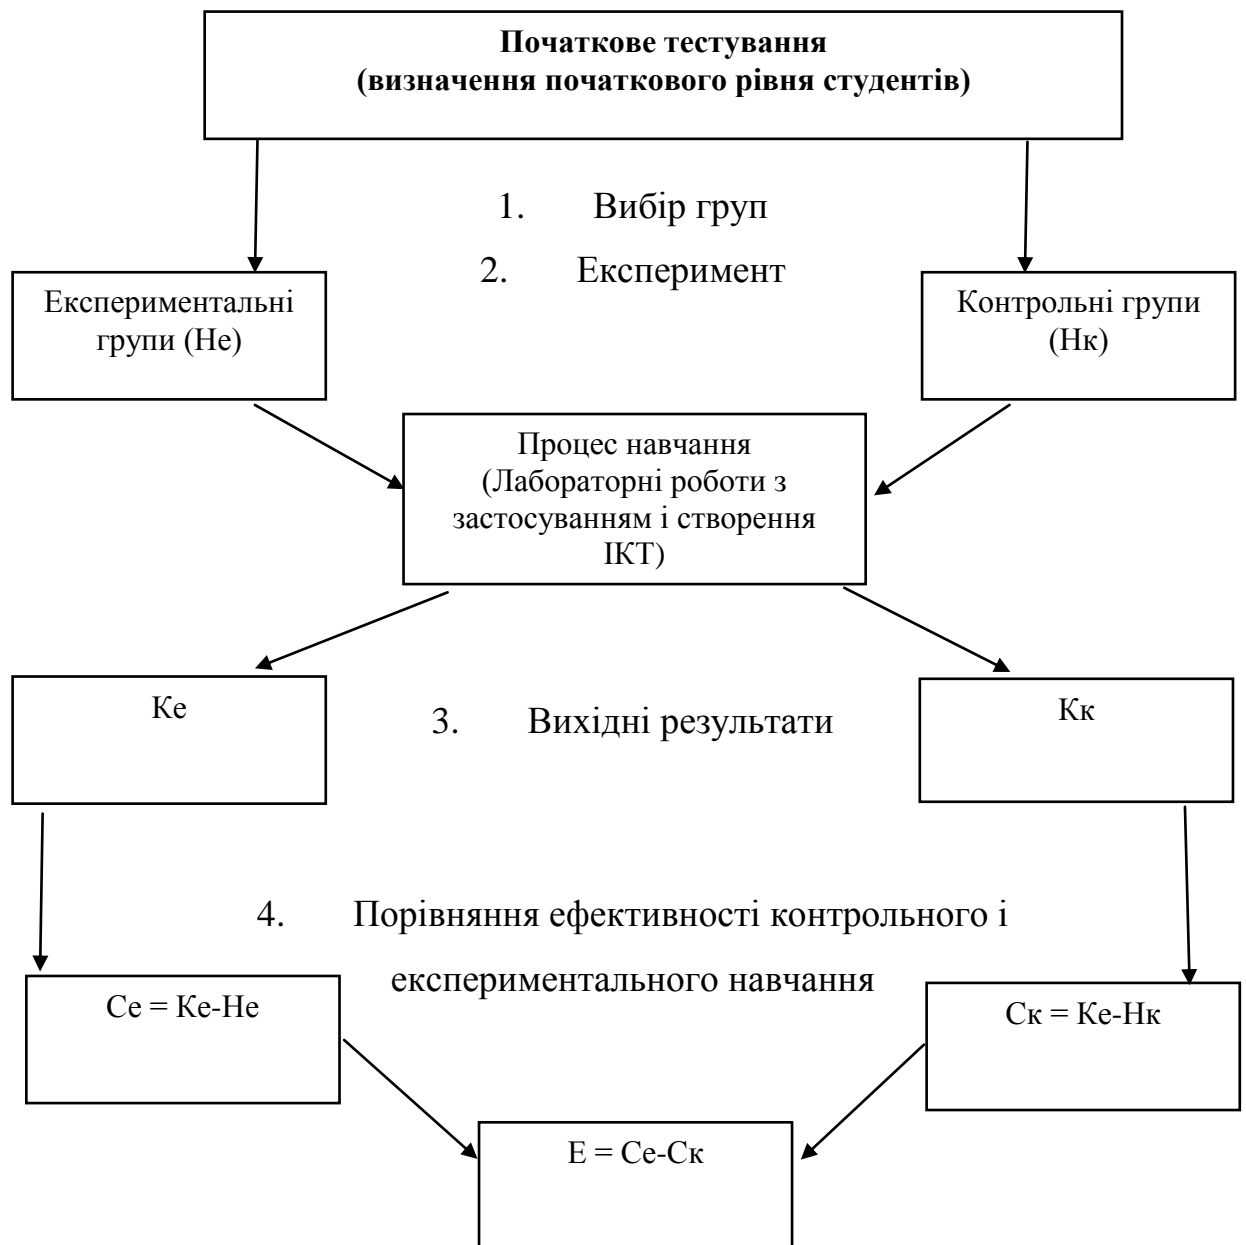 Початкове тестування
(визначення початкового рівня студентів)
1. Вибір груп
2. Експеримент
Експериментальні
групи (Не)
Контрольні групи
(Нк)
Процес навчання
(Лабораторні роботи з
застосуванням і створення
ІКТ)
Ке
3. Вихідні результати
Кк
4. Порівняння ефективності контрольного і
експериментального навчання
Се = Ке-Не
Ск = Ке-Нк
Е = Се-Ск